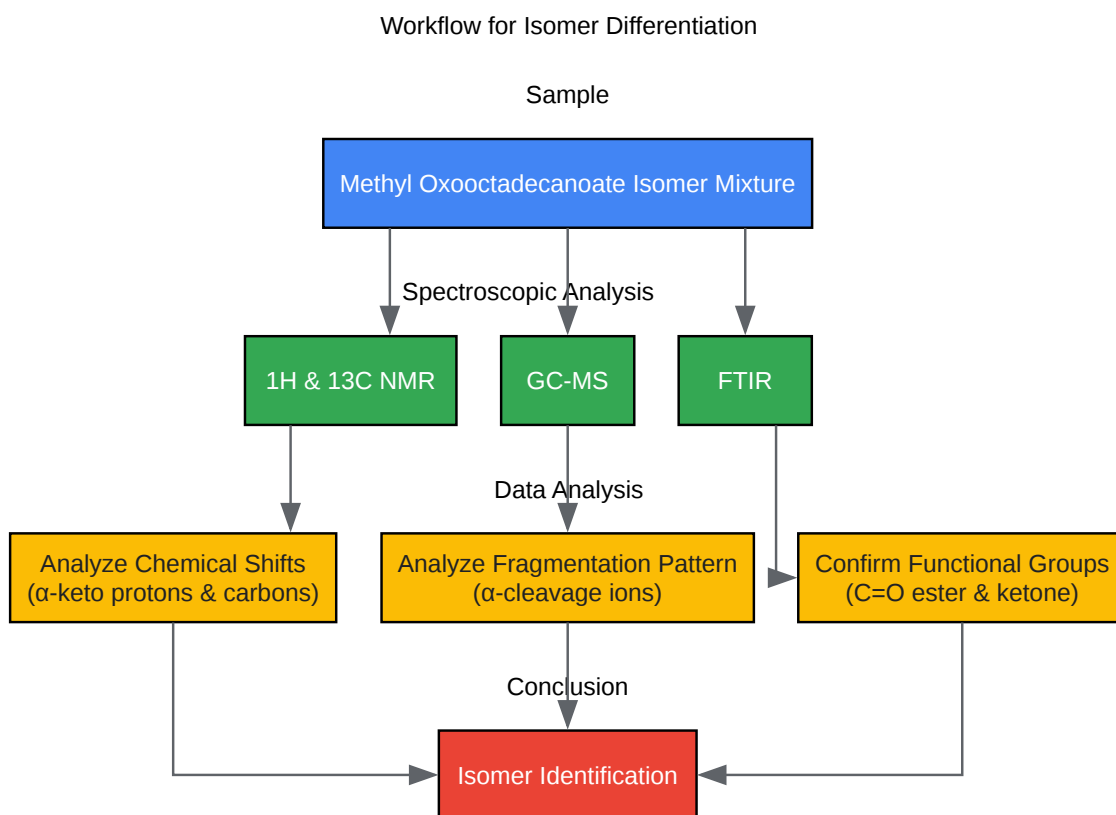 Workflow for Isomer Differentiation
Sample
Methyl Oxooctadecanoate Isomer Mixture
Spectroscopic Analysis
1H & 13C NMR
GC-MS
FTIR
Data Analysis
Analyze Chemical Shifts
(α-keto protons & carbons)
Analyze Fragmentation Pattern
(α-cleavage ions)
Confirm Functional Groups
(C=O ester & ketone)
Conclusion
Isomer Identification